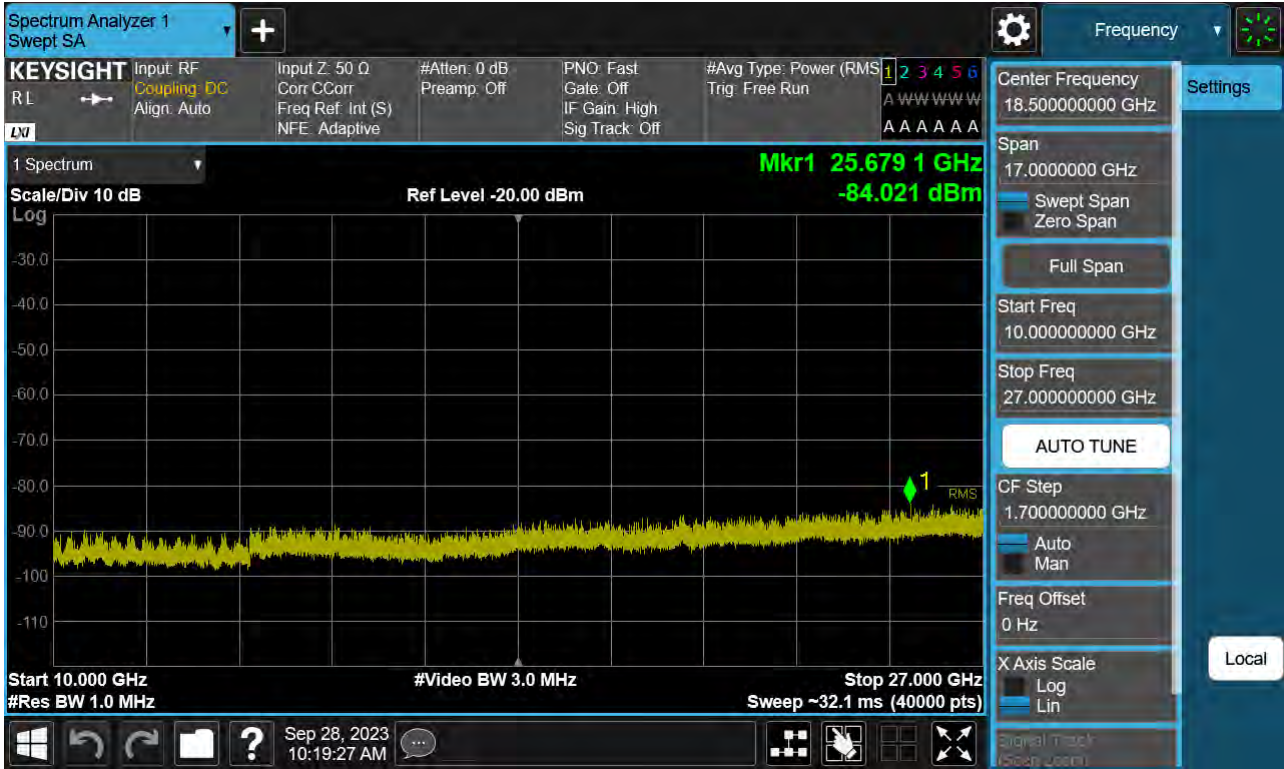 Spectrum Analyzer 1
Swept SA
Frequency
KEYSIGHT
R L
LXI
Input: RF
Coupling: DC
Align: Auto
Input Z: 50 Ω
Corr CCorr
Freq Ref: Int (S)
NFE: Adaptive
#Atten: 0 dB
Preamp: Off
PNO: Fast
Gate: Off
IF Gain: High
Sig Track: Off
#Avg Type: Power (RMS
Trig: Free Run
1 2 3 4 5 6
A W W W W W
A A A A A A
1 Spectrum
Scale/Div 10 dB
Log
Ref Level -20.00 dBm
Mkr1 25.679 1 GHz
-84.021 dBm
-30.0
-40.0
-50.0
-60.0
-70.0
-80.0
-90.0
-100
-110
1
RMS
Start 10.000 GHz
#Video BW 3.0 MHz
Stop 27.000 GHz
#Res BW 1.0 MHz
Sweep ~32.1 ms (40000 pts)
Center Frequency
18.500000000 GHz
Span
17.0000000 GHz
Swept Span
Zero Span
Full Span
Start Freq
10.000000000 GHz
Stop Freq
27.000000000 GHz
AUTO TUNE
CF Step
1.700000000 GHz
Auto
Man
Freq Offset
0 Hz
X Axis Scale
Log
Lin
Signal Track
(Span Zoom)
Settings
Local
?
Sep 28, 2023
10:19:27 AM